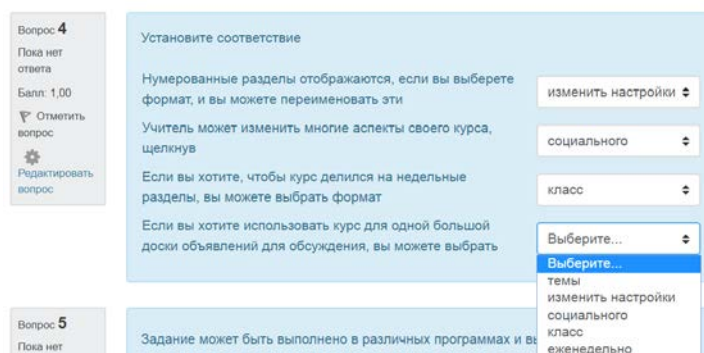 Вопрос 4
Пока нет
ответа
Балл: 1,00
Отметить
вопрос
Редактировать
вопрос
Установите соответствие
Нумерованные разделы отображаются, если вы выберете
формат, и вы можете переименовать эти
изменить настройки
Учитель может изменить многие аспекты своего курса,
щелкнув
социального
Если вы хотите, чтобы курс делился на недельные
разделы, вы можете выбрать формат
класс
Если вы хотите использовать курс для одной большой
доски объявлений для обсуждения, вы можете выбрать
Выберите...
Выберите...
темы
изменить настройки
социального
класс
еженедельно
Вопрос 5
Пока нет
Задание может быть выполнено в различных программах и в